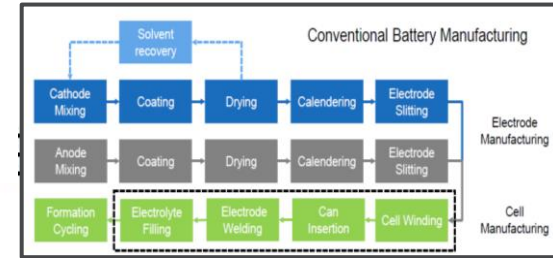 Conventional Battery Manufacturing
Solvent
recovery
Cathode
Mixing
Coating
Drying
Calendering
Electrode
Slitting
Electrode
Manufacturing
Anode
Mixing
Coating
Drying
Calendering
Electrode
Slitting
Formation
Cycling
Electrolyte
Filling
Electrode
Welding
Can
Insertion
Cell Winding
Cell
Manufacturing